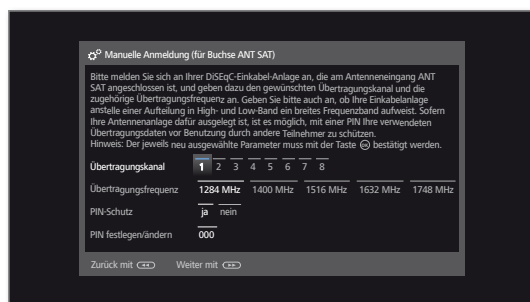 Manuelle Anmeldung (für Buchse ANT SAT)
Bitte melden Sie sich an Ihrer DiSEqC-Einkabel-Anlage an, die am Antenneneingang ANT
SAT angeschlossen ist, und geben dazu den gewünschten Übertragungskanal und die
zugehörige Übertragungsfrequenz an. Geben Sie bitte auch an, ob Ihre Einkabelanlage
anstelle einer Aufteilung in High- und Low-Band ein breites Frequenzband aufweist. Sofern
Ihre Antennenanlage dafür ausgelegt ist, ist es möglich, mit einer PIN Ihre verwendeten
Übertragungsdaten vor Benutzung durch andere Teilnehmer zu schützen.
Hinweis: Der jeweils neu ausgewählte Parameter muss mit der Taste OK bestätigt werden.
Übertragungskanal 1 2 3 4 5 6 7 8
Übertragungsfrequenz 1284 MHz 1400 MHz 1516 MHz 1632 MHz 1748 MHz
PIN-Schutz ja nein
PIN festlegen/ändern 000
Zurück mit Weiter mit